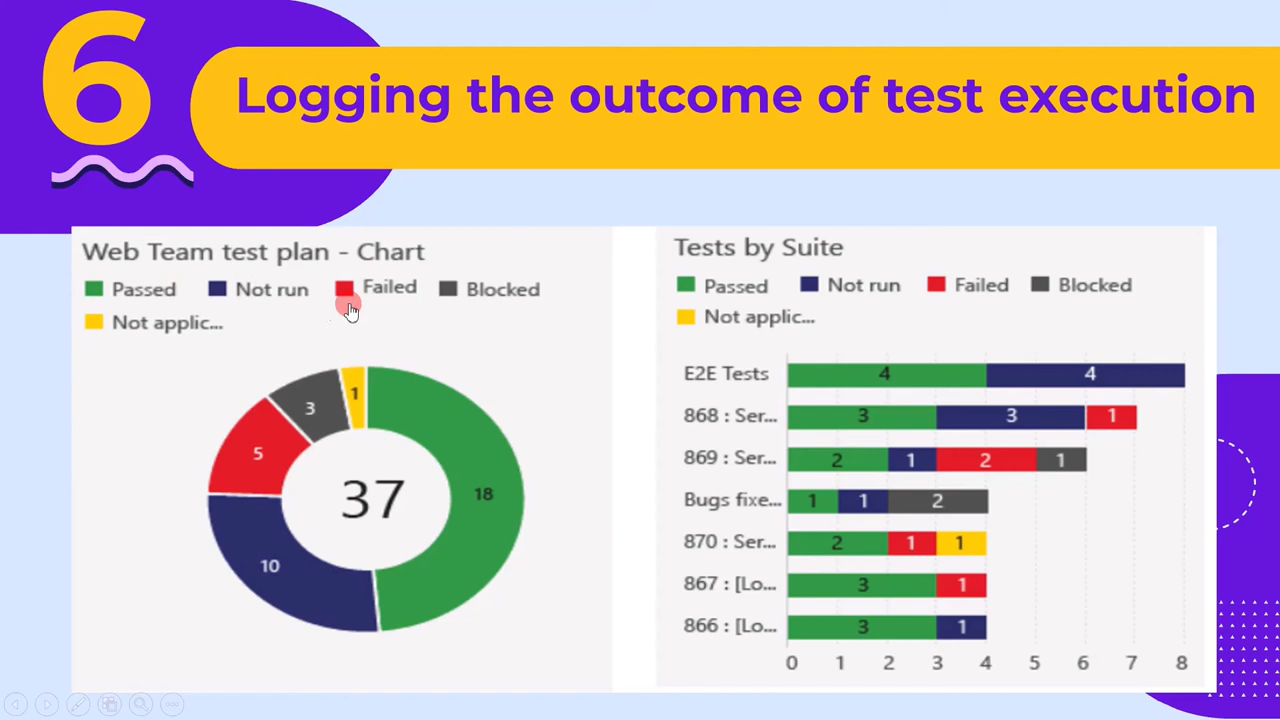 6
Logging the outcome of test execution
Web Team test plan - Chart
Passed Not run Failed Blocked
Not applic...
1
3
5
18
37
10
Tests by Suite
Passed Not run Failed Blocked
Not applic...
E2E Tests 4 4
868 : Ser... 3 3 1
869 : Ser... 2 1 2 1
Bugs fixe... 1 1 2
870 : Ser... 2 1 1
867 : [Lo... 3 1
866 : [Lo... 3 1
0 1 2 3 4 5 6 7 8